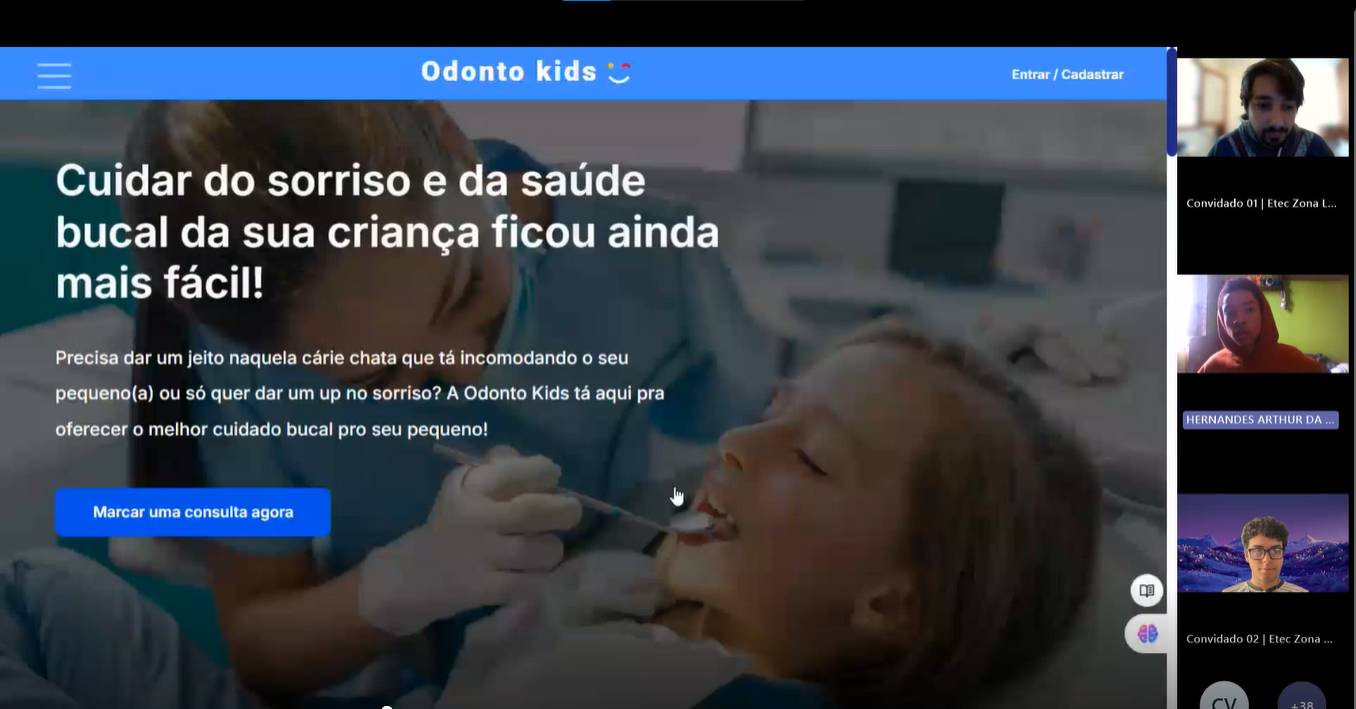 Odonto kids
Entrar / Cadastrar
Cuidar do sorriso e da saúde
bucal da sua criança ficou ainda
mais fácil!
Precisa dar um jeito naquela cárie chata que tá incomodando o seu
pequeno(a) ou só quer dar um up no sorriso? A Odonto Kids tá aqui pra
oferecer o melhor cuidado bucal pro seu pequeno!
Marcar uma consulta agora
Convidado 01 | Etec Zona L...
HERNANDES ARTHUR DA ...
Convidado 02 | Etec Zona ...
CV
+38